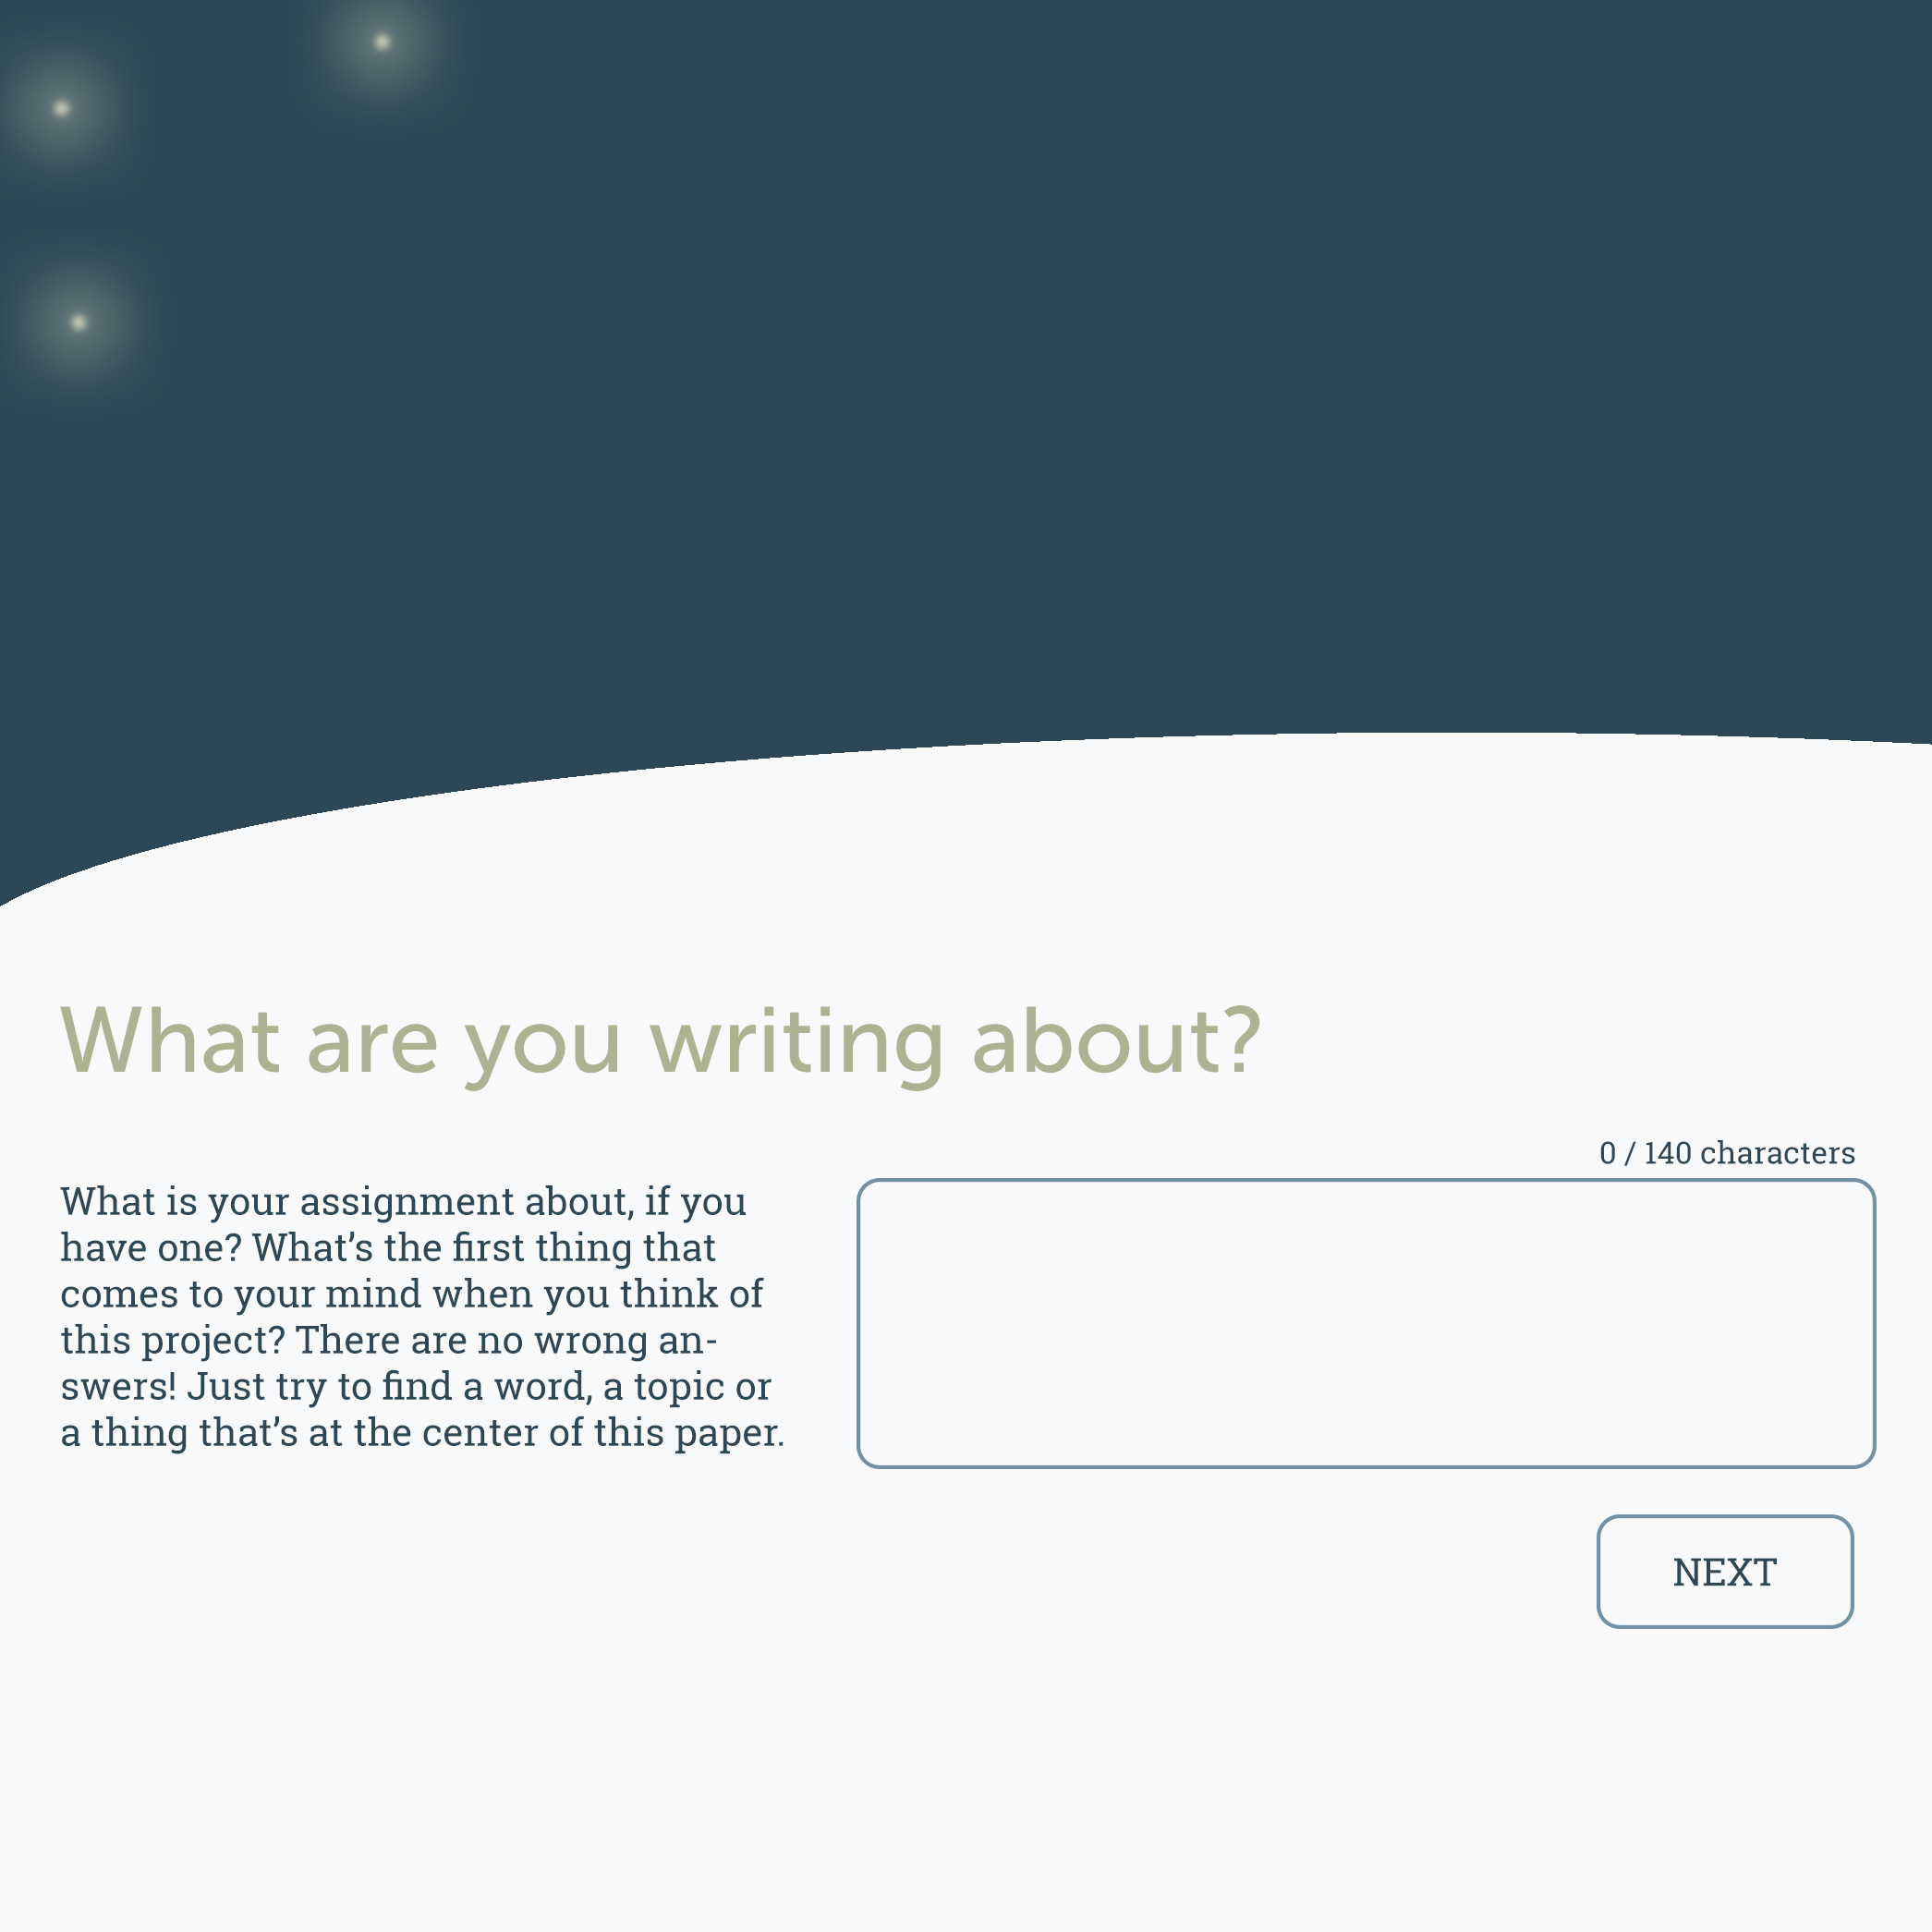 What are you writing about?
0 / 140 characters
What is your assignment about, if you
have one? What’s the first thing that
comes to your mind when you think of
this project? There are no wrong an-
swers! Just try to find a word, a topic or
a thing that’s at the center of this paper.
NEXT